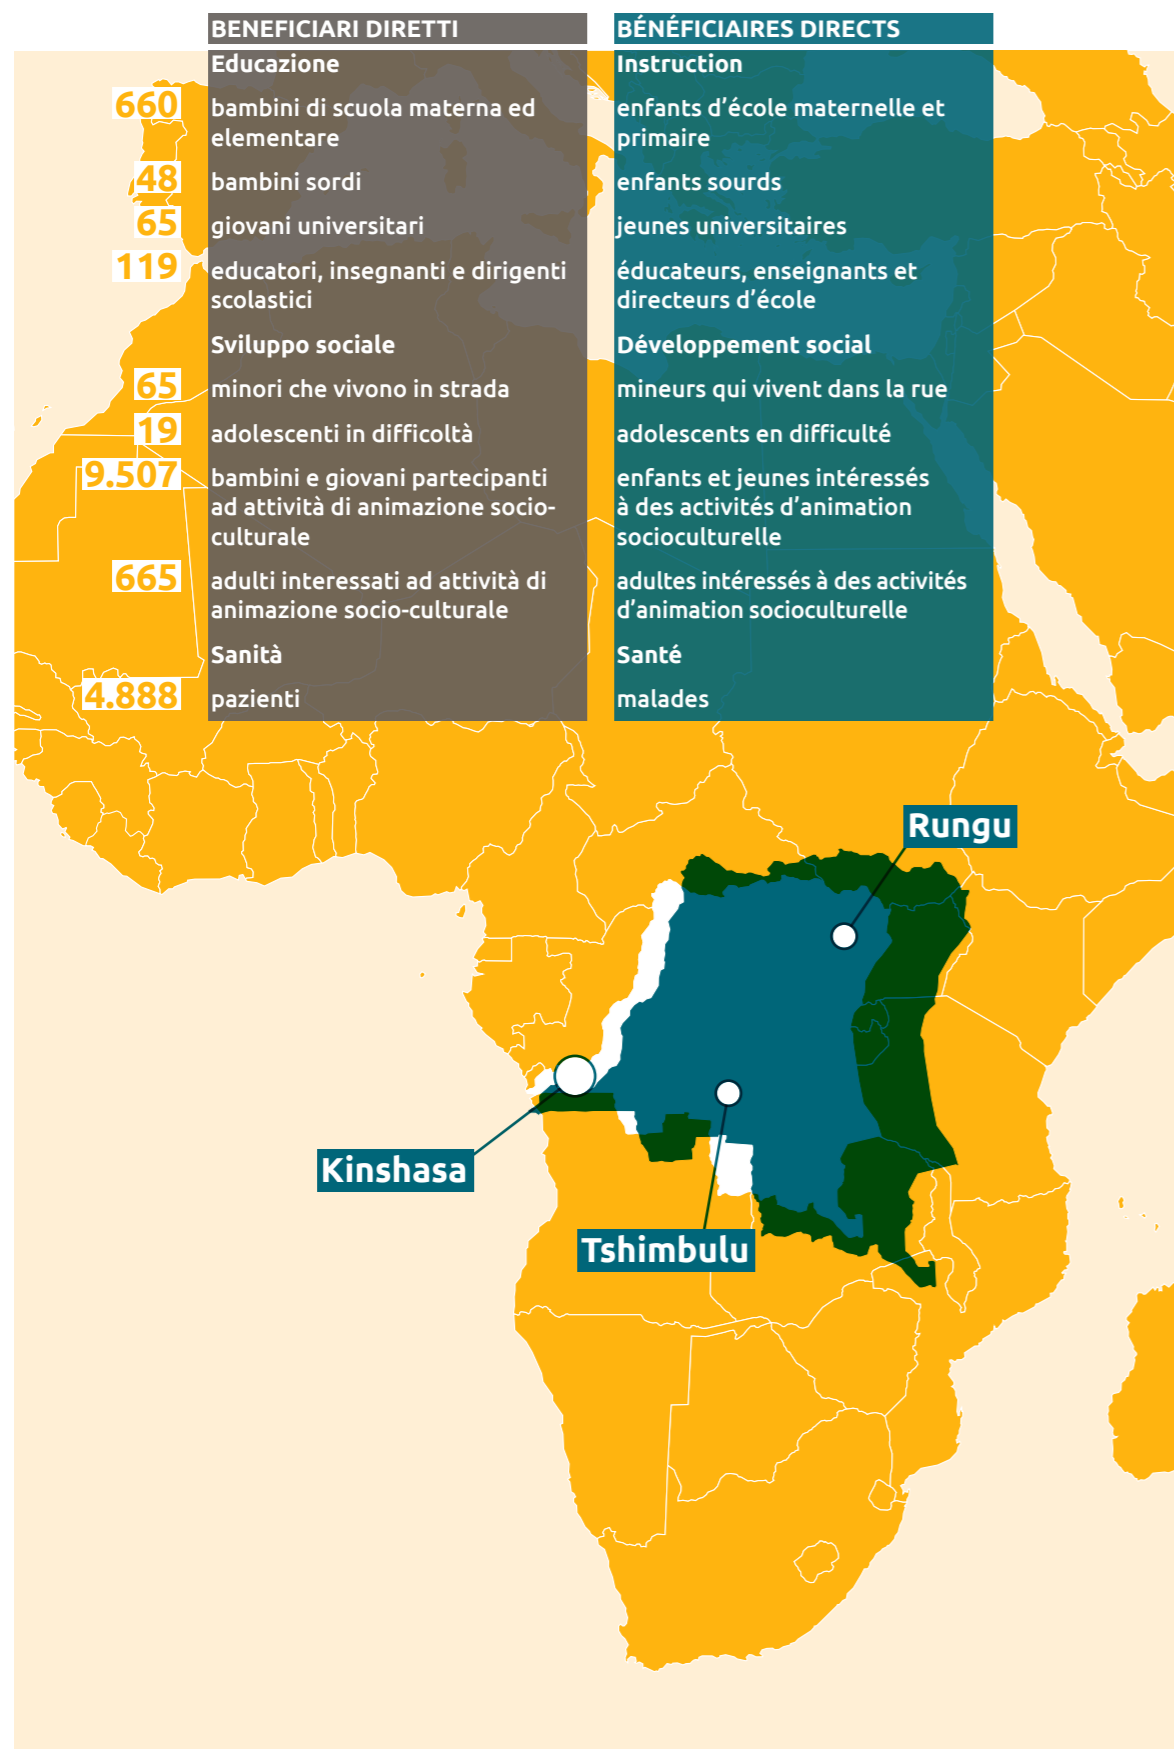 BENEFICIARI DIRETTI
BÉNÉFICIAIRES DIRECTS
Educazione
Instruction
660
bambini di scuola materna ed
elementare
enfants d’école maternelle et
primaire
48
bambini sordi
enfants sourds
65
giovani universitari
jeunes universitaires
119
educatori, insegnanti e dirigenti
scolastici
éducateurs, enseignants et
directeurs d’école
Sviluppo sociale
Développement social
65
minori che vivono in strada
mineurs qui vivent dans la rue
19
adolescenti in difficoltà
adolescents en difficulté
9.507
bambini e giovani partecipanti
ad attività di animazione socio-
culturale
enfants et jeunes intéressés
à des activités d’animation
socioculturelle
665
adulti interessati ad attività di
animazione socio-culturale
adultes intéressés à des activités
d’animation socioculturelle
Sanità
Santé
4.888
pazienti
malades
Rungu
Kinshasa
Tshimbulu